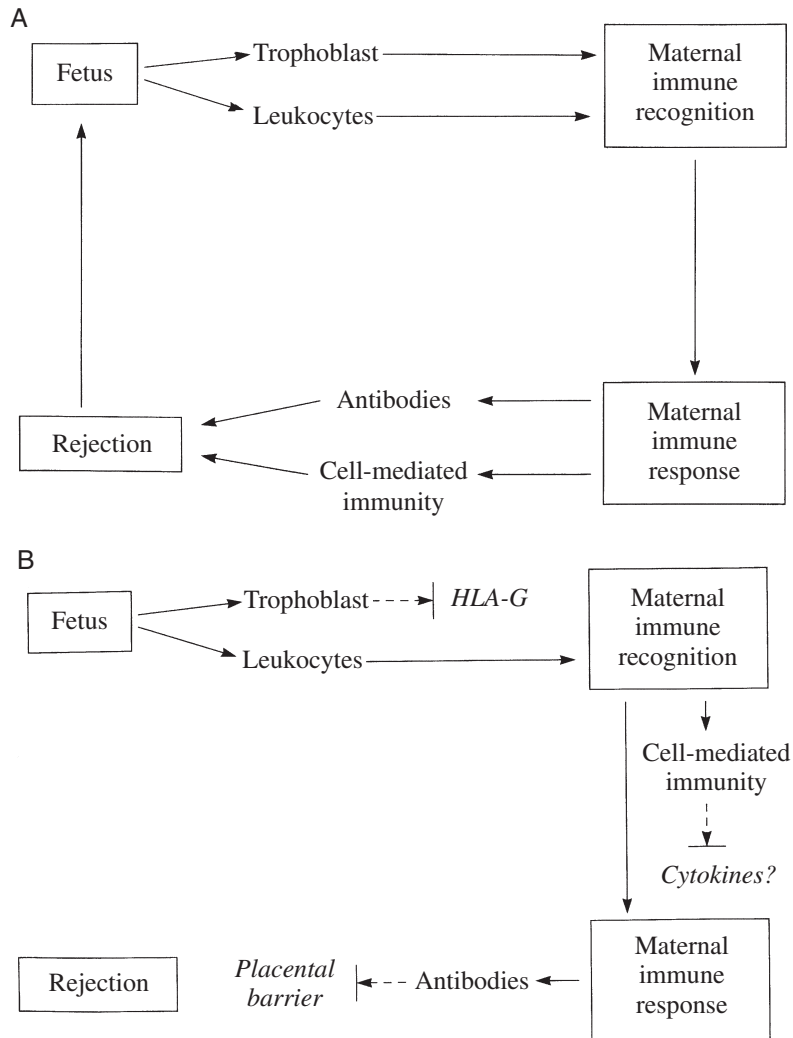 A
Fetus
Trophoblast
Leukocytes
Maternal
immune
recognition
Antibodies
Cell-mediated
immunity
Rejection
Maternal
immune
response
B
Fetus
Trophoblast
HLA-G
Leukocytes
Maternal
immune
recognition
Cell-mediated
immunity
Cytokines?
Rejection
Placental
barrier
Antibodies
Maternal
immune
response